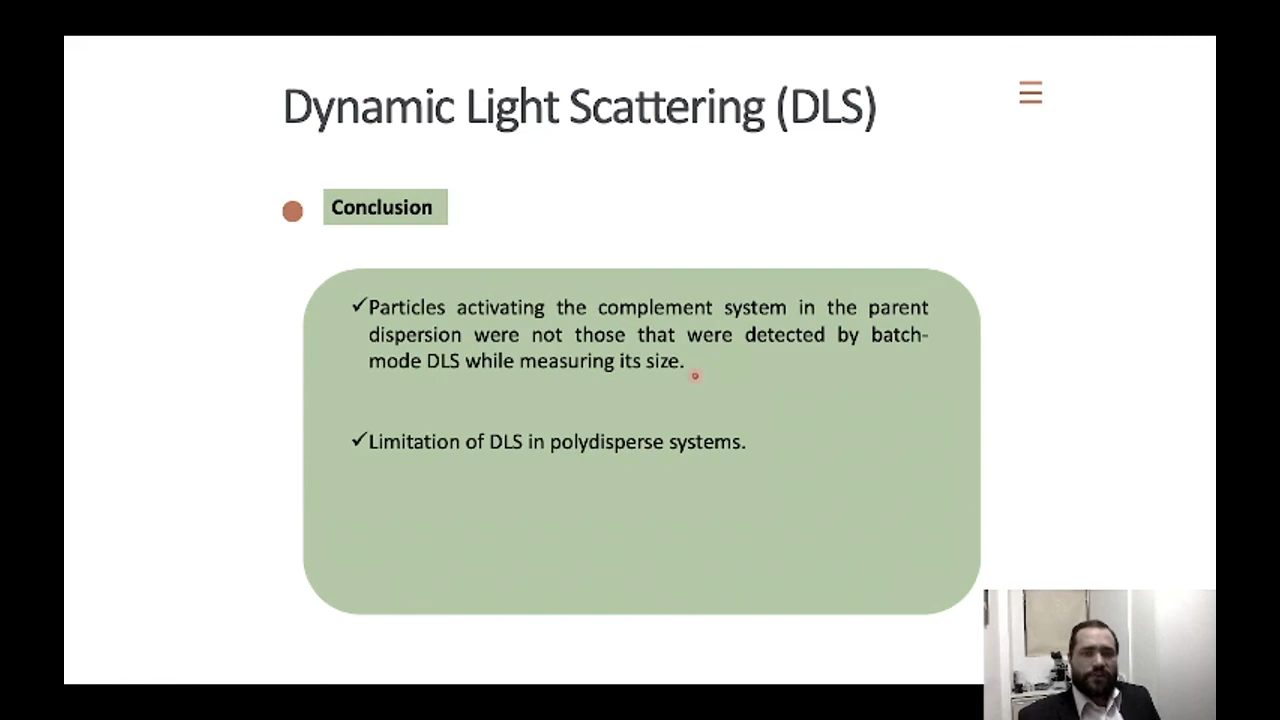 Dynamic Light Scattering (DLS)
Conclusion
✓Particles activating the complement system in the parent
dispersion were not those that were detected by batch-
mode DLS while measuring its size.
✓Limitation of DLS in polydisperse systems.